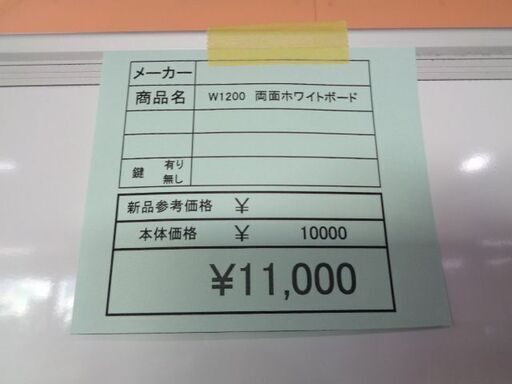 メーカー
商品名 W1200 両面ホワイトボード
鍵 有り
無し
新品参考価格 ¥
本体価格 ¥ 10000
¥11,000